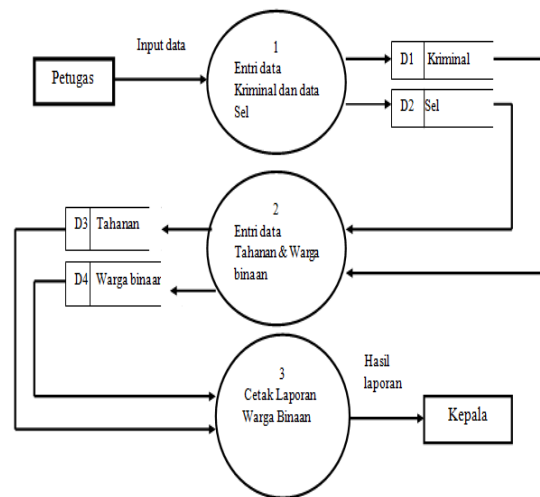 Input data
Petugas
1
Entri data
Kriminal dan data
Sel
D1 Kriminal
D2 Sel
2
Entri data
Tahanan & Warga
binaan
D3 Tahanan
D4 Warga binaan
3
Cetak Laporan
Warga Binaan
Hasil
laporan
Kepala